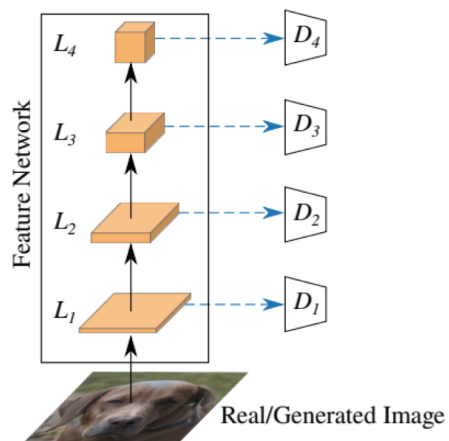 L4
D4
L3
D3
L2
D2
L1
D1
Feature Network
Real/Generated Image